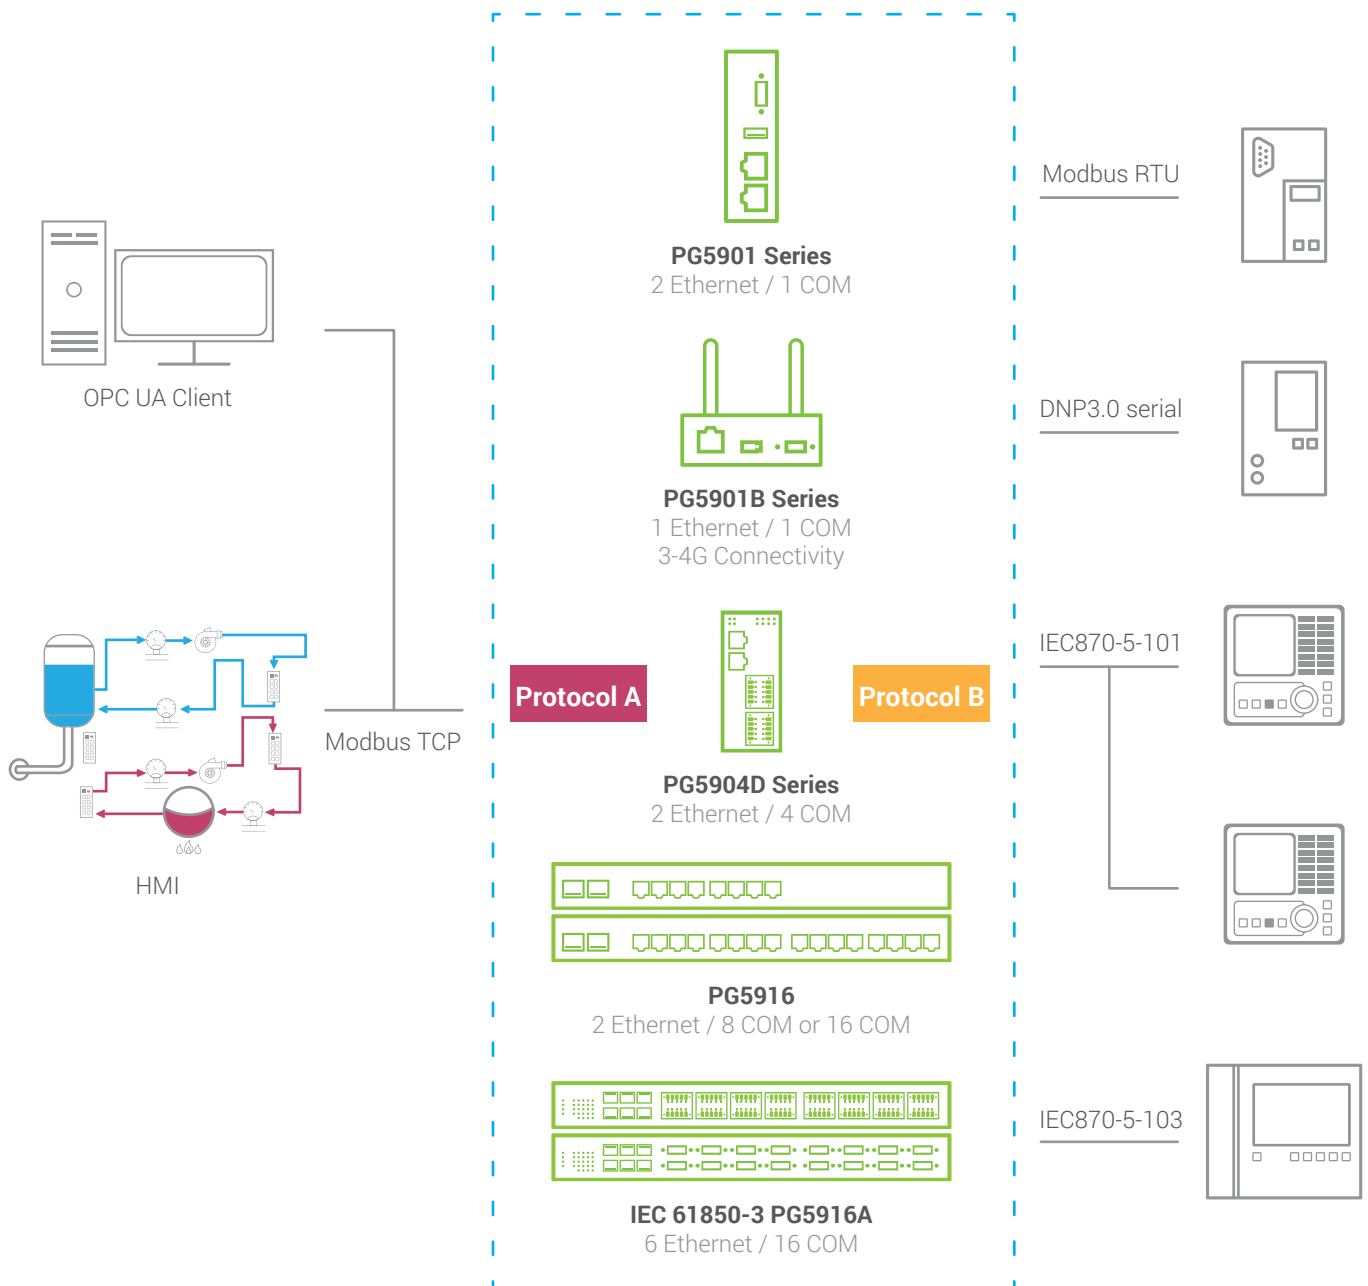 PG5901 Series
2 Ethernet / 1 COM
Modbus RTU
OPC UA Client
DNP3.0 serial
PG5901B Series
1 Ethernet / 1 COM
3-4G Connectivity
IEC870-5-101
Protocol A
Protocol B
Modbus TCP
PG5904D Series
2 Ethernet / 4 COM
HMI
PG5916
2 Ethernet / 8 COM or 16 COM
IEC870-5-103
IEC 61850-3 PG5916A
6 Ethernet / 16 COM